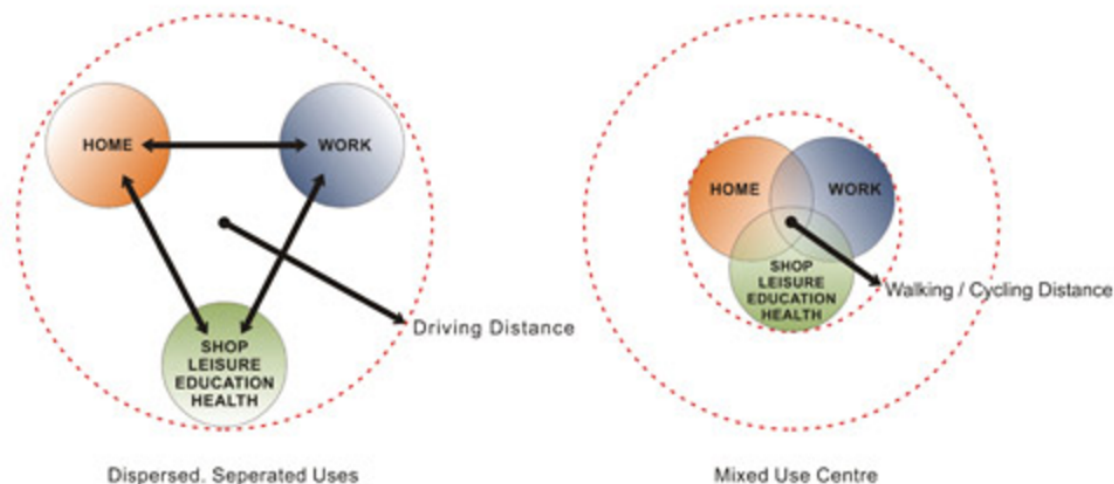 HOME
WORK
SHOP
LEISURE
EDUCATION
HEALTH
Driving Distance
Dispersed. Seperated Uses
HOME
WORK
SHOP
LEISURE
EDUCATION
HEALTH
Walking / Cycling Distance
Mixed Use Centre